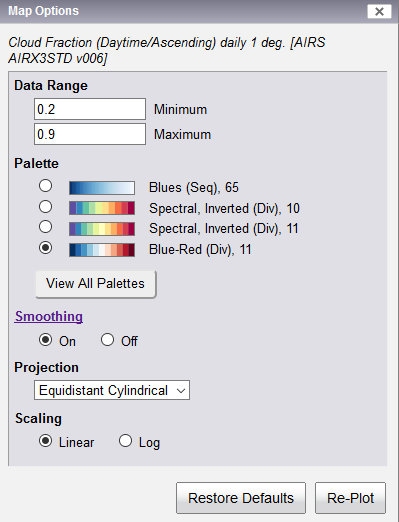 Map Options
Cloud Fraction (Daytime/Ascending) daily 1 deg. [AIRS
AIRX3STD v006]
Data Range
0.2 Minimum
0.9 Maximum
Palette
Blues (Seq), 65
Spectral, Inverted (Div), 10
Spectral, Inverted (Div), 11
Blue-Red (Div), 11
View All Palettes
Smoothing
On Off
Projection
Equidistant Cylindrical
Scaling
Linear Log
Restore Defaults Re-Plot